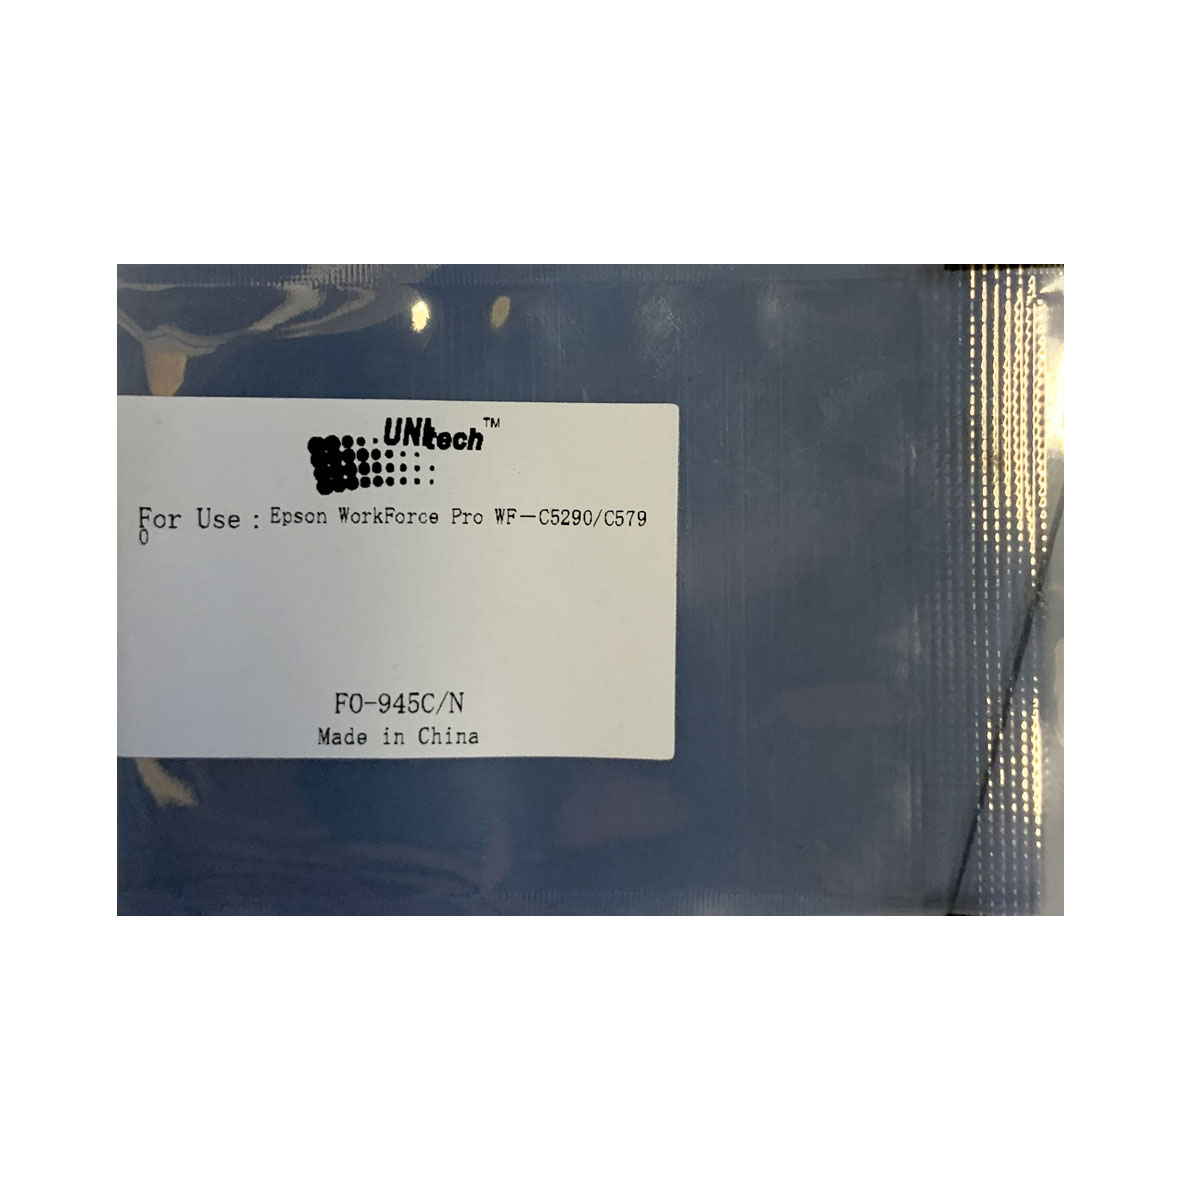 UNItech™
For Use : Epson WorkForce Pro WF-C5290/C579
0
FO-945C/N
Made in China